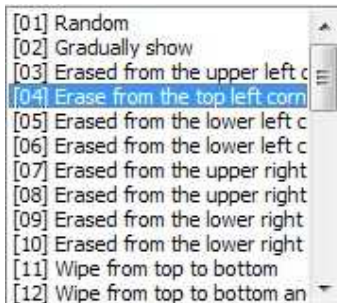 [01] Random
[02] Gradually show
[03] Erased from the upper left c
[04] Erase from the top left corn
[05] Erased from the lower left c
[06] Erased from the lower left c
[07] Erased from the upper right
[08] Erased from the upper right
[09] Erased from the lower right
[10] Erased from the lower right
[11] Wipe from top to bottom
[12] Wipe from top to bottom an